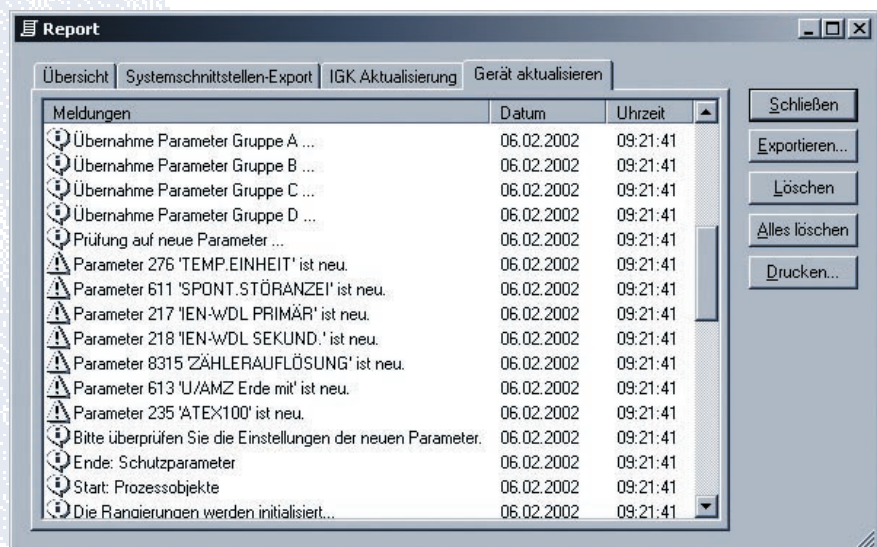 Report
Übersicht Systemschnittstellen-Export IGK Aktualisierung Gerät aktualisieren
Meldungen Datum Uhrzeit
Übernahme Parameter Gruppe A ... 06.02.2002 09:21:41
Übernahme Parameter Gruppe B ... 06.02.2002 09:21:41
Übernahme Parameter Gruppe C ... 06.02.2002 09:21:41
Übernahme Parameter Gruppe D ... 06.02.2002 09:21:41
Prüfung auf neue Parameter ... 06.02.2002 09:21:41
Parameter 276 'TEMP.EINHEIT' ist neu. 06.02.2002 09:21:41
Parameter 611 'SPONT.STÖRANZEI' ist neu. 06.02.2002 09:21:41
Parameter 217 'IEN-WDL PRIMÄR' ist neu. 06.02.2002 09:21:41
Parameter 218 'IEN-WDL SEKUND.' ist neu. 06.02.2002 09:21:41
Parameter 8315 'ZÄHLERAUFLÖSUNG' ist neu. 06.02.2002 09:21:41
Parameter 613 'U/AMZ Erde mit' ist neu. 06.02.2002 09:21:41
Parameter 235 'ATEX100' ist neu. 06.02.2002 09:21:41
Bitte überprüfen Sie die Einstellungen der neuen Parameter. 06.02.2002 09:21:41
Ende: Schutzparameter 06.02.2002 09:21:41
Start: Prozessobjekte 06.02.2002 09:21:41
Die Rangierungen werden initialisiert... 06.02.2002 09:21:41
Schließen
Exportieren...
Löschen
Alles löschen
Drucken...